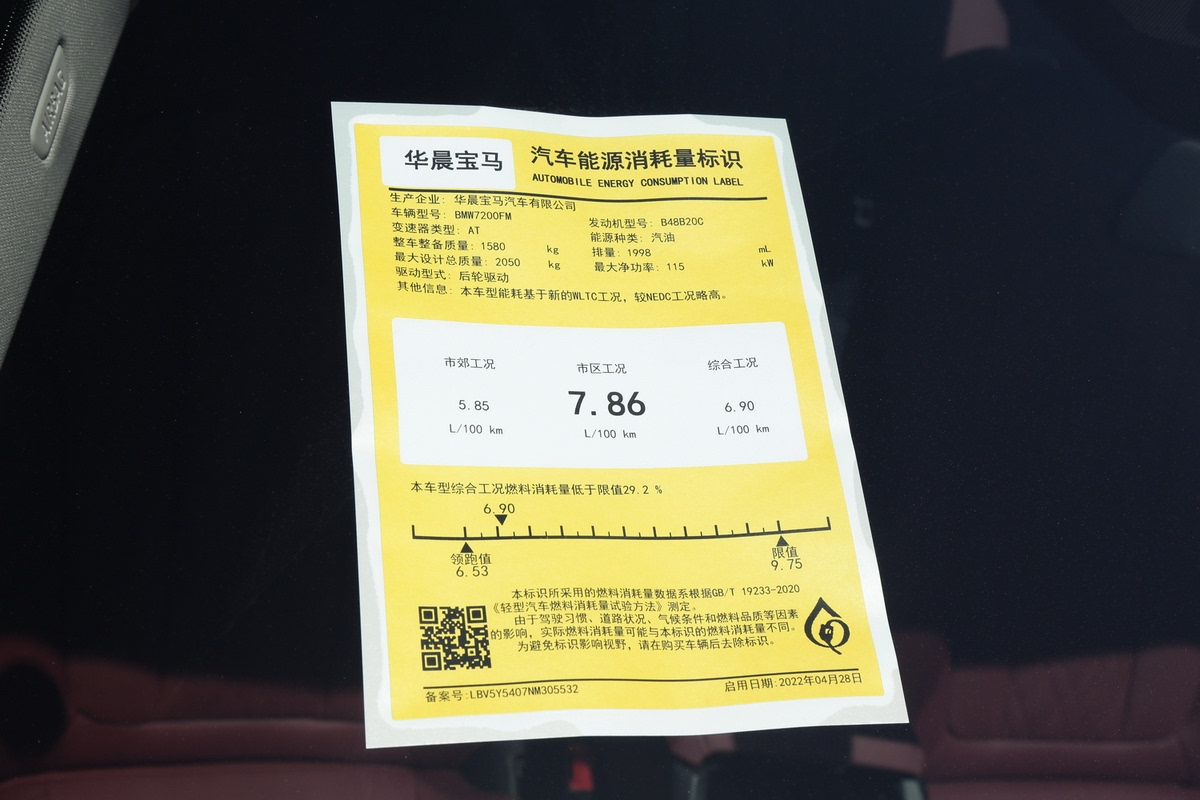 AIRBAG
华晨宝马
汽车能源消耗量标识
AUTOMOBILE ENERGY CONSUMPTION LABEL
生产企业: 华晨宝马汽车有限公司
车辆型号: BMW7200FM
发动机型号: B48B20C
变速器类型: AT
能源种类: 汽油
整车整备质量: 1580 kg
排量: 1998 mL
最大设计总质量: 2050 kg
最大净功率: 115 kW
驱动型式: 后轮驱动
其他信息: 本车型能耗基于新的WLTC工况, 较NEDC工况略高。
市郊工况 市区工况 综合工况
5.85 7.86 6.90
L/100 km L/100 km L/100 km
本车型综合工况燃料消耗量低于限值29.2 %
6.90
领跑值 限值
6.53 9.75
本标识所采用的燃料消耗量数据系根据GB/T 19233-2020
《轻型汽车燃料消耗量试验方法》测定。
由于驾驶习惯、道路状况、气候条件和燃料品质等因素
的影响, 实际燃料消耗量可能与本标识的燃料消耗量不同。
为避免标识影响视野, 请在购买车辆后去除标识。
备案号:LBV5Y5407NM305532 启用日期:2022年04月28日